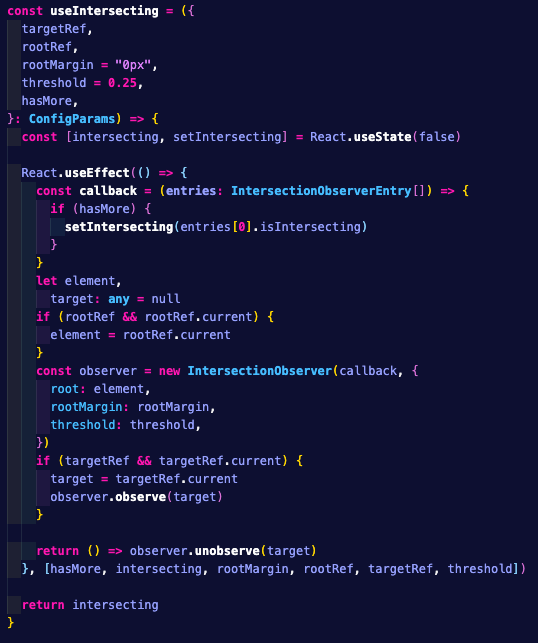 const useIntersecting = ({
  targetRef,
  rootRef,
  rootMargin = "0px",
  threshold = 0.25,
  hasMore,
}: ConfigParams) => {
  const [intersecting, setIntersecting] = React.useState(false)

  React.useEffect(() => {
    const callback = (entries: IntersectionObserverEntry[]) => {
      if (hasMore) {
        setIntersecting(entries[0].isIntersecting)
      }
    }
    let element,
      target: any = null
    if (rootRef && rootRef.current) {
      element = rootRef.current
    }
    const observer = new IntersectionObserver(callback, {
      root: element,
      rootMargin: rootMargin,
      threshold: threshold,
    })
    if (targetRef && targetRef.current) {
      target = targetRef.current
      observer.observe(target)
    }

    return () => observer.unobserve(target)
  }, [hasMore, intersecting, rootMargin, rootRef, targetRef, threshold])

  return intersecting
}